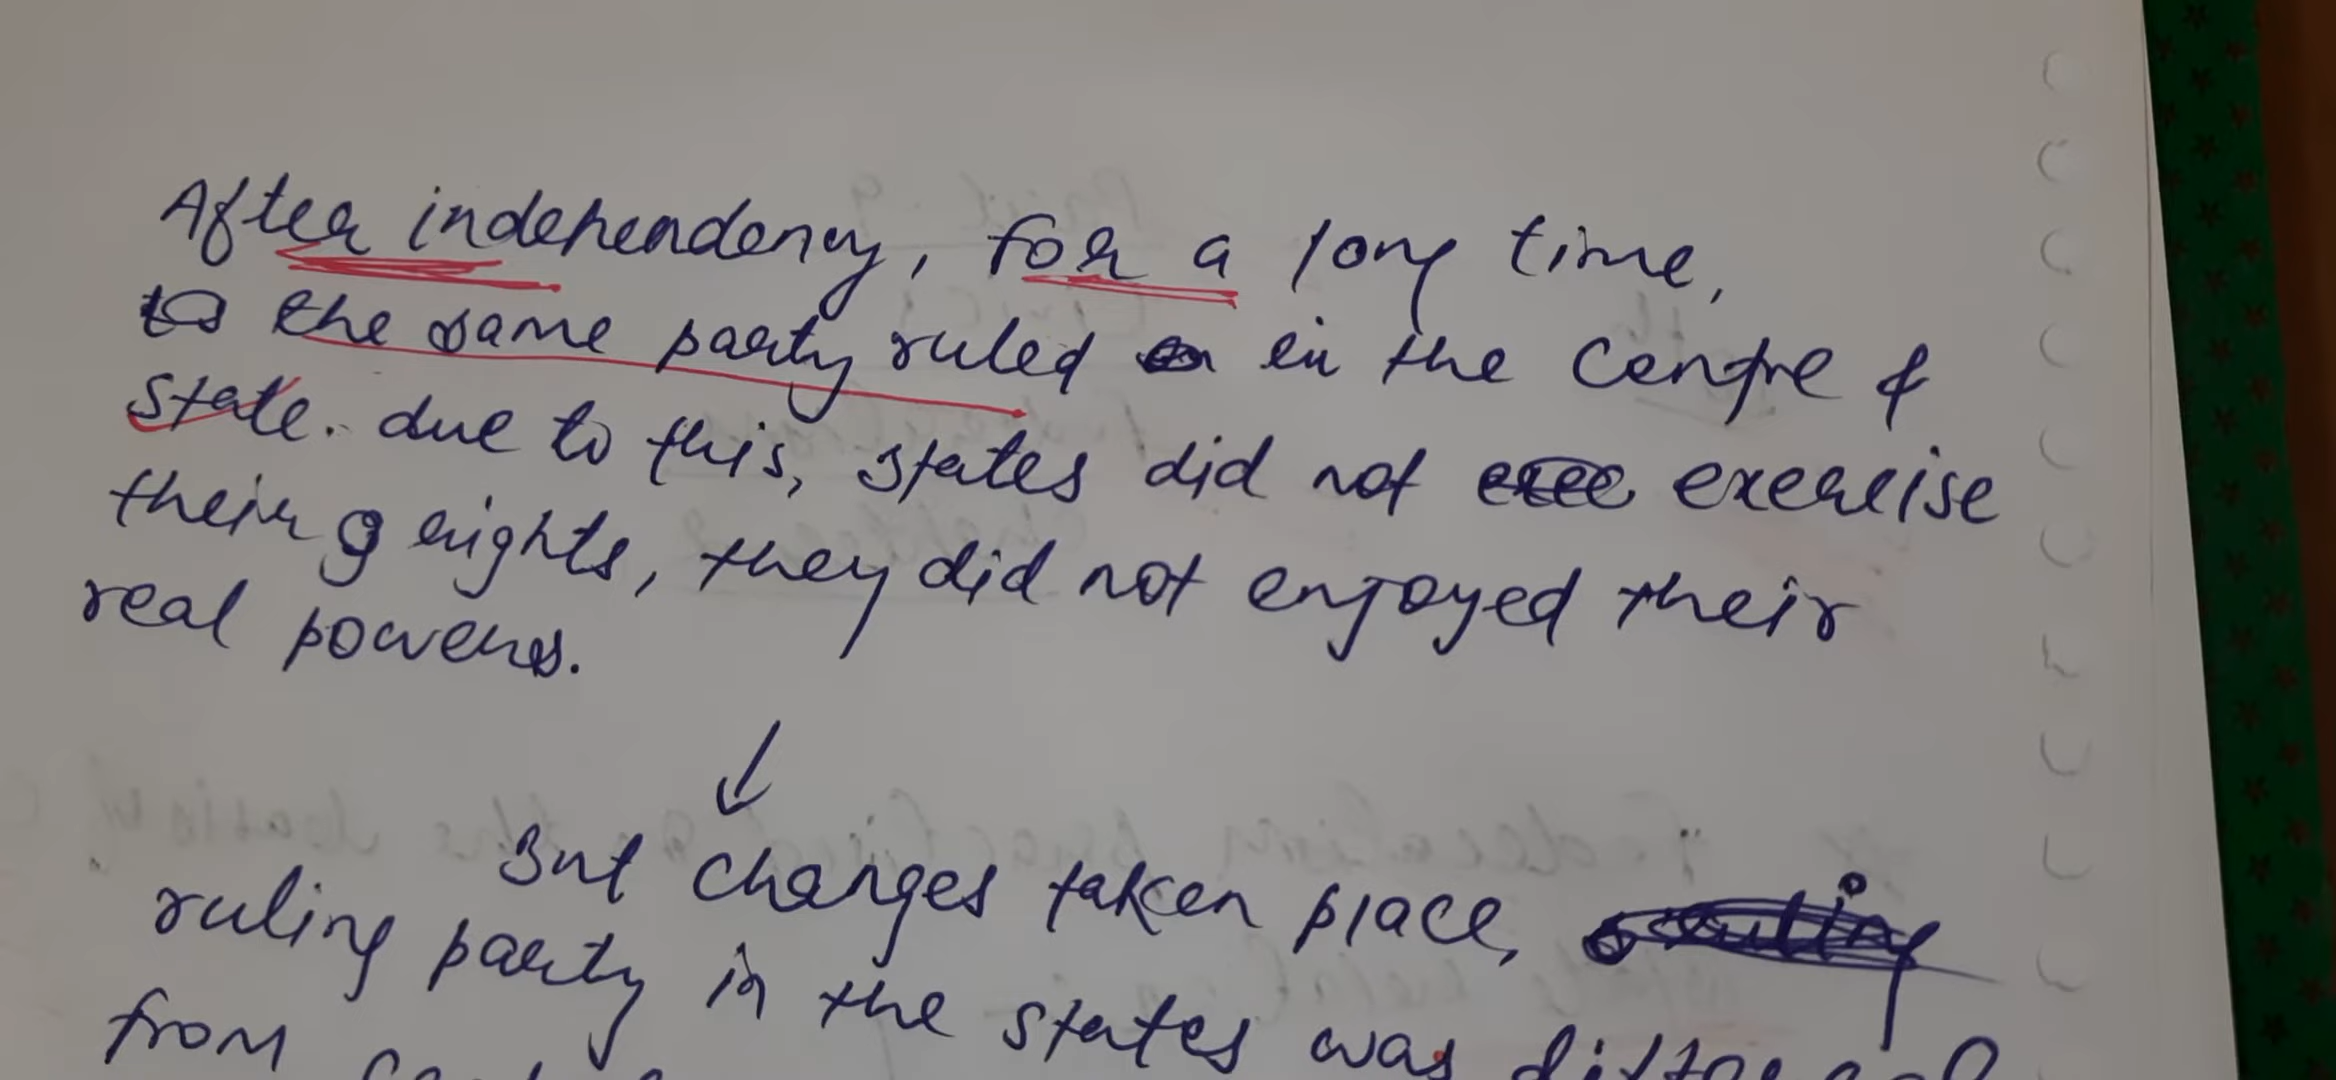 After independency, for a long time,
the same party ruled in the Centre &
State. due to this, states did not exercise
their rights, they did not enjoyed their
real powers.
↓
But changes taken place,
ruling party in the states was different
from